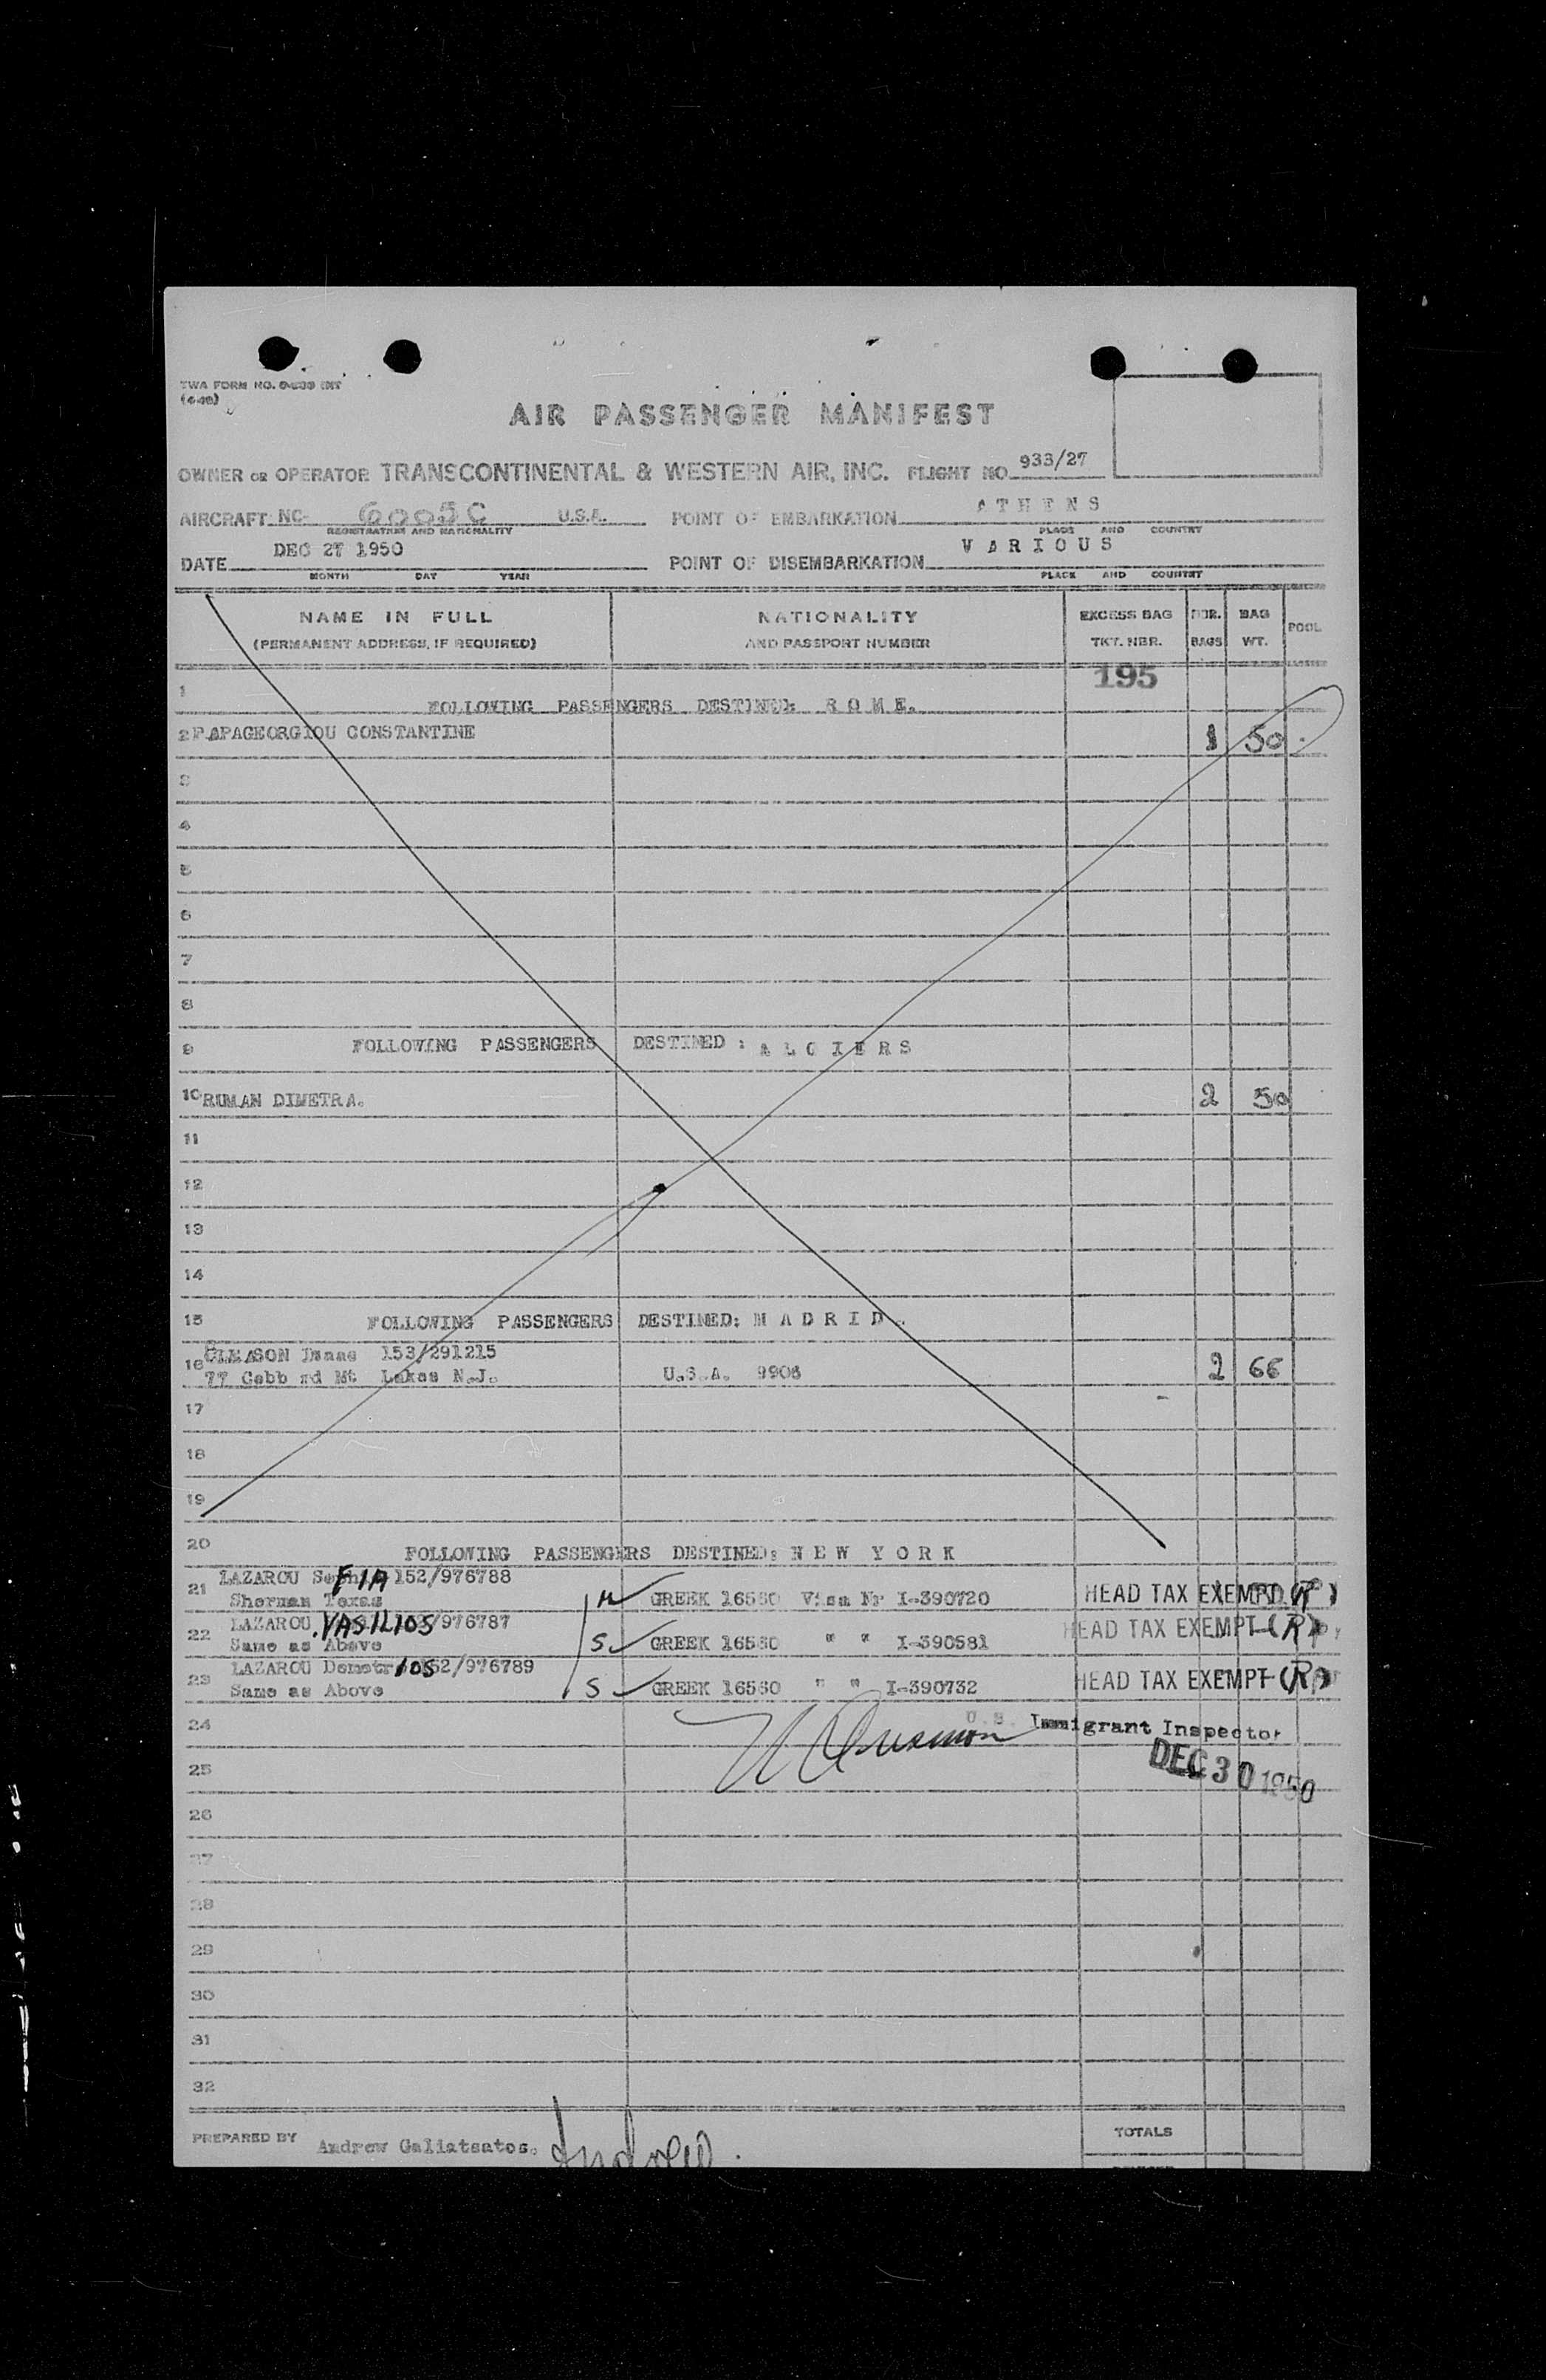 TWA FORM NO.
AIR PASSENGER MANIFEST
OWNER OR OPERATOR TRANSCONTINENTAL & WESTERN AIR, INC. FLIGHT NO. 933/27
AIRCRAFT NC- 6005C U.S.A. POINT OF EMBARKATION ATHENS
REGISTRATION AND NATIONALITY PLACE AND COUNTRY
DATE DEC 27 1950 POINT OF DISEMBARKATION VARIOUS
MONTH DAY YEAR PLACE AND COUNTRY
NAME IN FULL NATIONALITY EXCESS BAG NBR. BAG POOL
(PERMANENT ADDRESS, IF REQUIRED) AND PASSPORT NUMBER TKT. NBR. BAGS WT.
195
1 FOLLOWING PASSENGERS DESTINED: ROME.
2 PAPAGEORGIOU CONSTANTINE 1 50
3
4
5
6
7
8
9 FOLLOWING PASSENGERS DESTINED : ALGIERS
10 RUMAN DIMETRA. 2 50
11
12
13
14
15 FOLLOWING PASSENGERS DESTINED: MADRID.
GLEASON Isaac 153/291215
16 77 Cobb rd Mt Lakes N.J. U.S.A. 9906 2 66
17
18
19
20 FOLLOWING PASSENGERS DESTINED: NEW YORK
21 LAZAROU FIA 152/976788
Sherman Texas GREEK 16560 Visa Nr I-390720 HEAD TAX EXEMPT (R)
22 LAZAROU VASILIOS /976787
Same as Above S GREEK 16560 " " I-390581 HEAD TAX EXEMPT (R)
23 LAZAROU DemetrIOS 52/976789
Same as Above S GREEK 16560 " " I-390732 HEAD TAX EXEMPT (R)
24 U.S. Immigrant Inspector
25 DEC 30 1950
26
27
28
29
30
31
32
PREPARED BY Andrew Galiatsatos. TOTALS